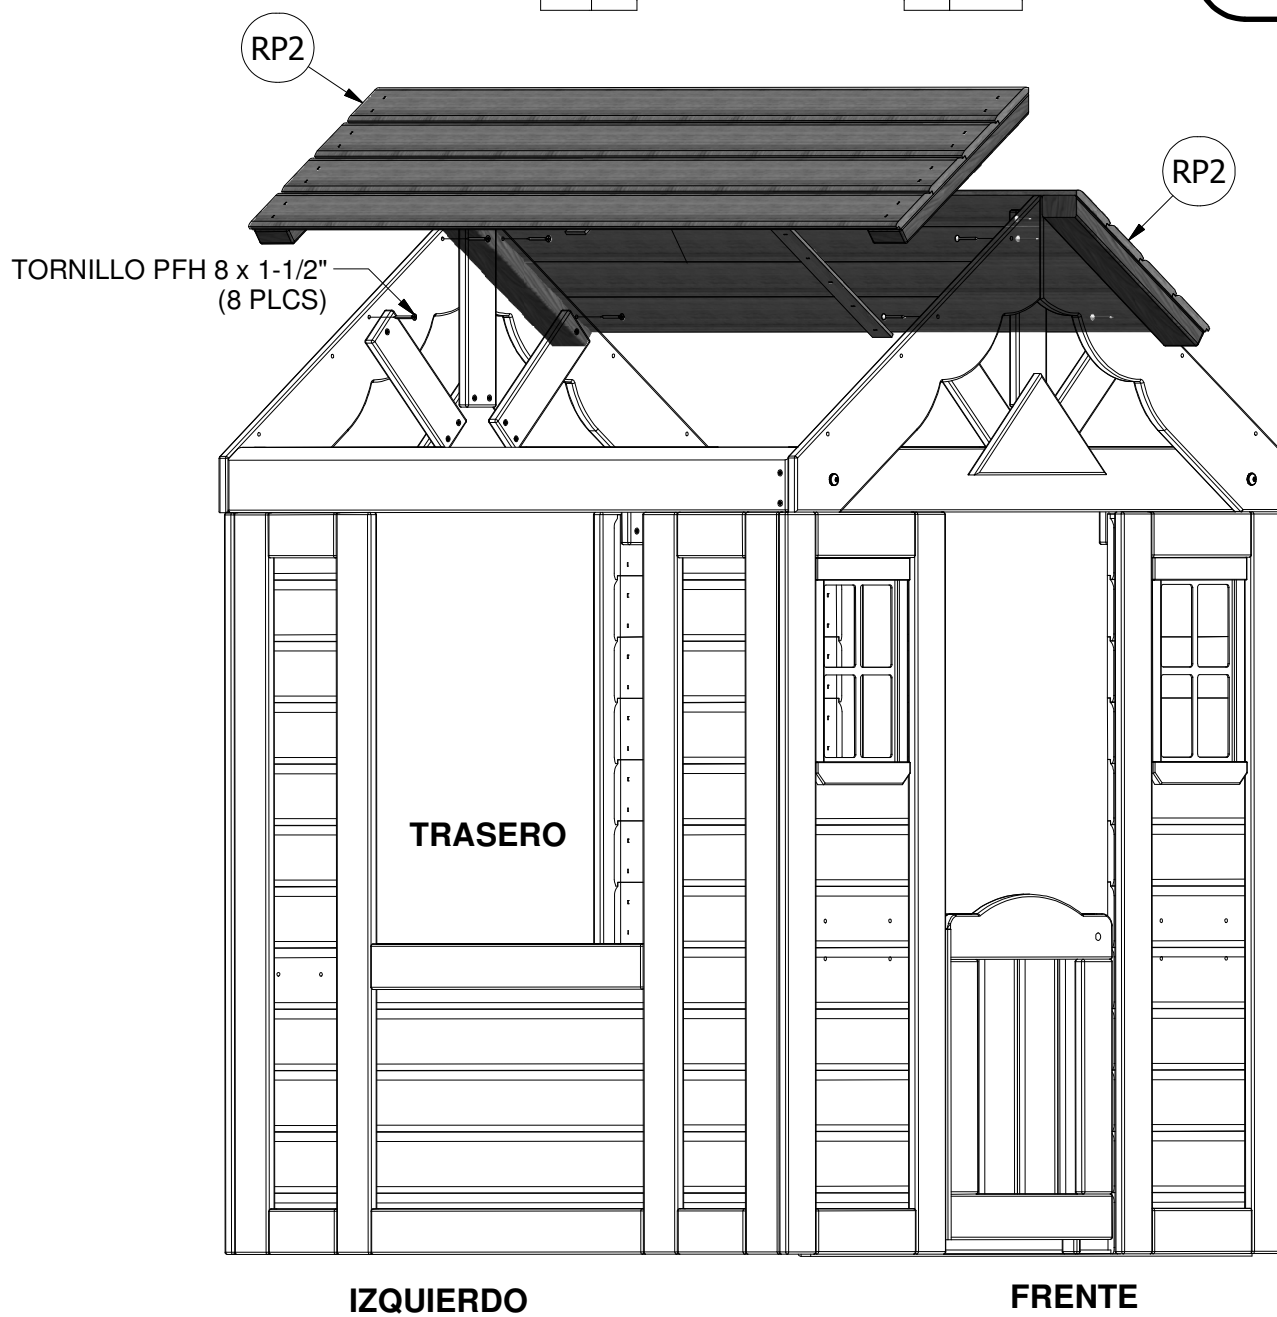 RP2
RP2
TORNILLO PFH 8 x 1-1/2"
(8 PLCS)
TRASERO
IZQUIERDO
FRENTE